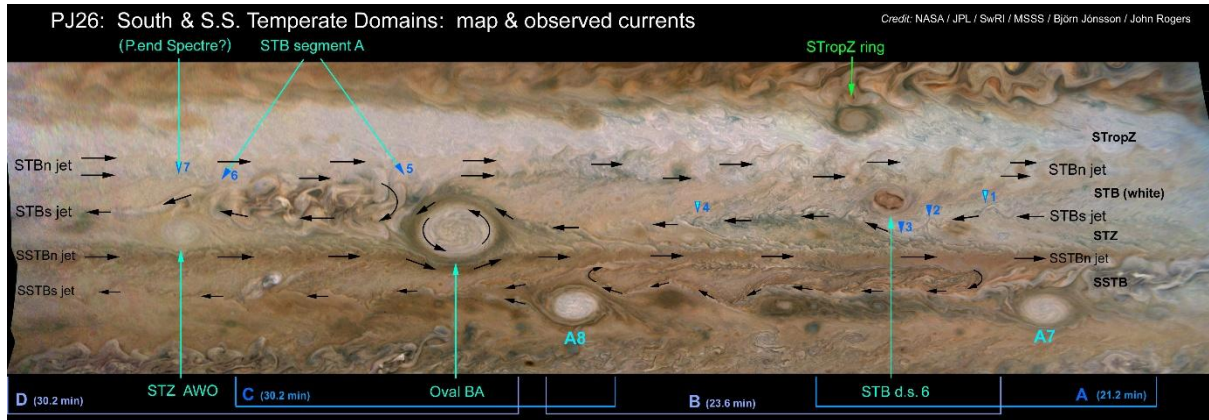 PJ26: South & S.S. Temperate Domains: map & observed currents
Credit: NASA / JPL / SwRI / MSSS / Björn Jónsson / John Rogers
(P.end Spectre?) STB segment A STropZ ring
STropZ
STBn jet 7 6 5 STBn jet
STB (white)
1
STBs jet 4 2 STBs jet
3 STZ
SSTBn jet SSTBn jet
SSTB
SSTBs jet
A8 A7
STZ AWO Oval BA STB d.s. 6
D (30.2 min) C (30.2 min) B (23.6 min) A (21.2 min)